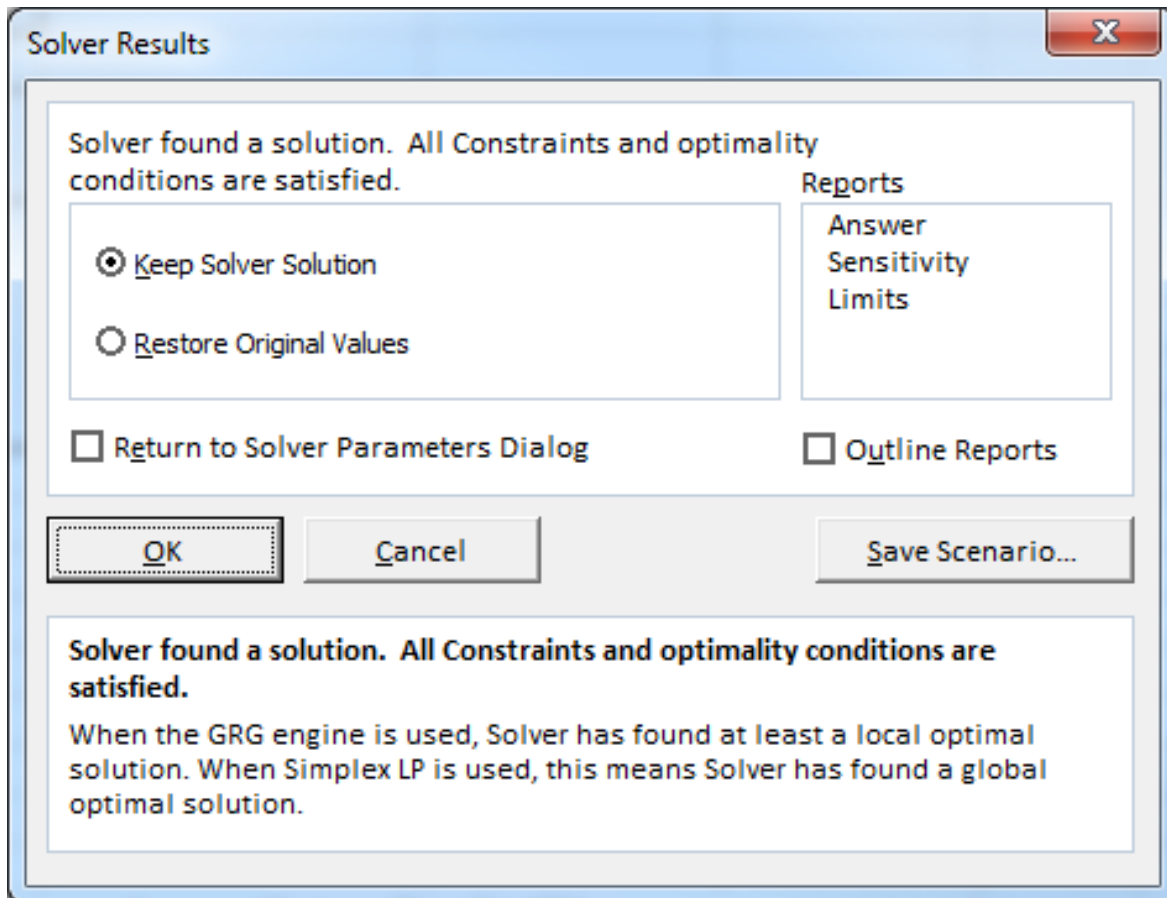 Solver Results
X
Solver found a solution.  All Constraints and optimality
conditions are satisfied.
Reports
Answer
Sensitivity
Limits
Keep Solver Solution
Restore Original Values
Return to Solver Parameters Dialog
Outline Reports
OK
Cancel
Save Scenario...
Solver found a solution.  All Constraints and optimality conditions are
satisfied.
When the GRG engine is used, Solver has found at least a local optimal
solution. When Simplex LP is used, this means Solver has found a global
optimal solution.